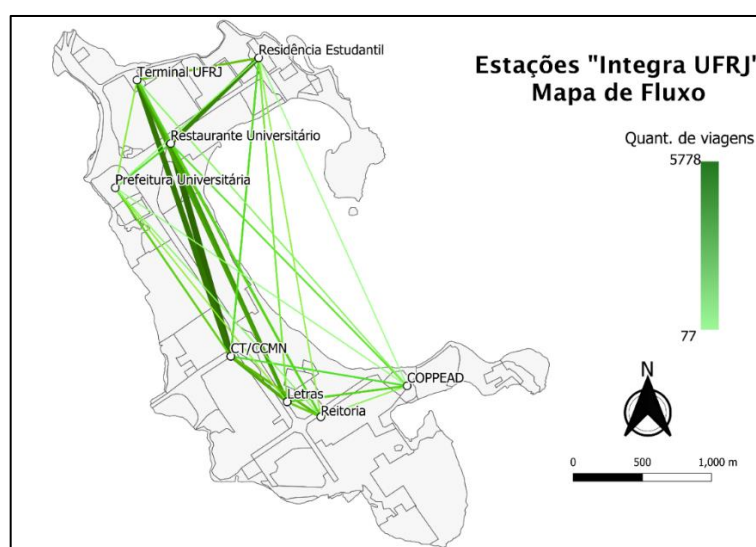 Residência Estudantil
Terminal UFRJ
Estações "Integra UFRJ"
Mapa de Fluxo
Restaurante Universitário
Quant. de viagens
5778
Prefeitura Universitária
77
CT/CCMN
COPPEAD
Letras
Reitoria
N
0 500 1,000 m